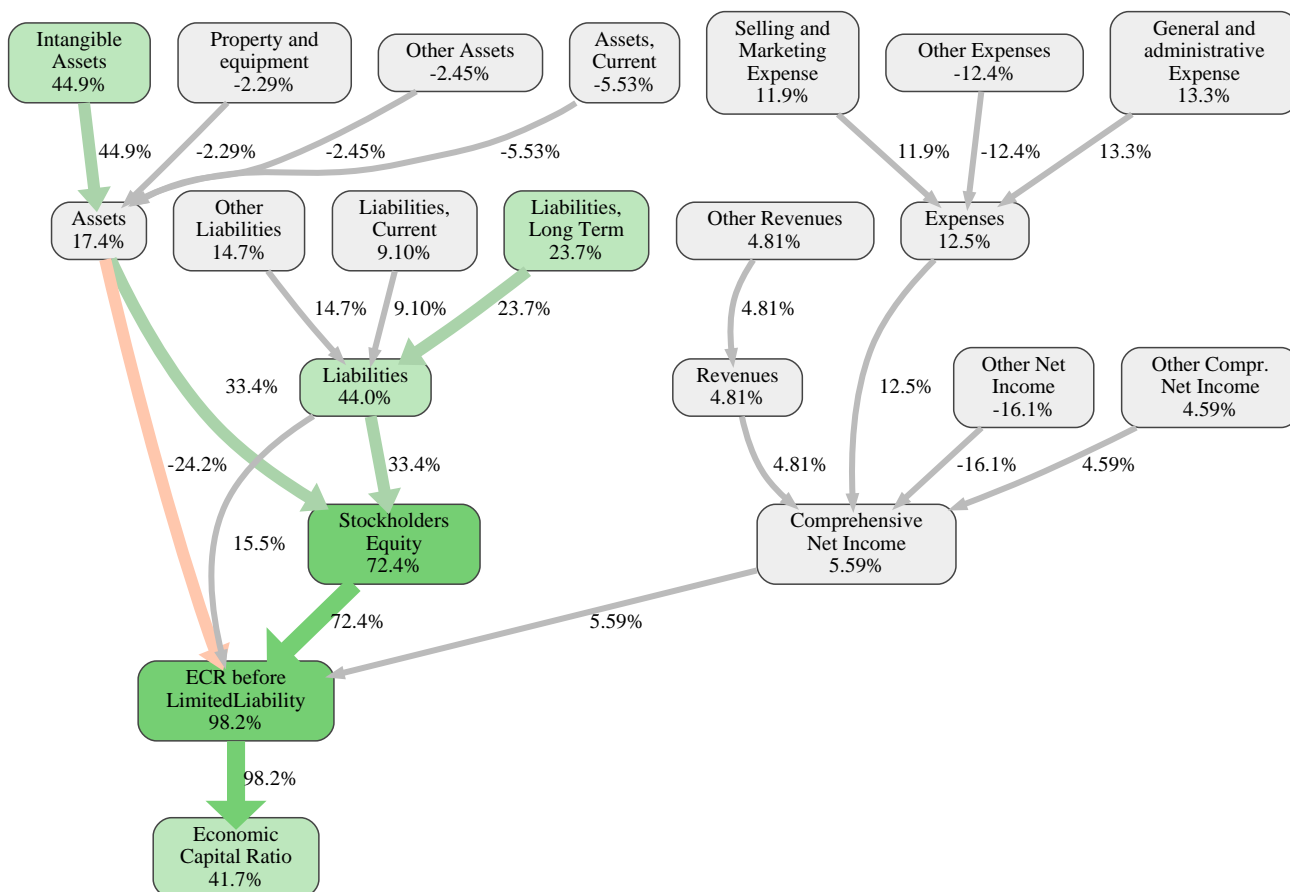 Intangible
Assets
44.9%
Property and
equipment
-2.29%
Other Assets
-2.45%
Assets,
Current
-5.53%
Selling and
Marketing
Expense
11.9%
Other Expenses
-12.4%
General and
administrative
Expense
13.3%
44.9%
-2.29%
-2.45%
-5.53%
11.9%
-12.4%
13.3%
Assets
17.4%
Other
Liabilities
14.7%
Liabilities,
Current
9.10%
Liabilities,
Long Term
23.7%
Other Revenues
4.81%
Expenses
12.5%
14.7%
9.10%
23.7%
4.81%
Liabilities
44.0%
Revenues
4.81%
Other Net
Income
-16.1%
Other Compr.
Net Income
4.59%
33.4%
12.5%
-24.2%
33.4%
4.81%
-16.1%
4.59%
Stockholders
Equity
72.4%
Comprehensive
Net Income
5.59%
15.5%
72.4%
5.59%
ECR before
LimitedLiability
98.2%
98.2%
Economic
Capital Ratio
41.7%